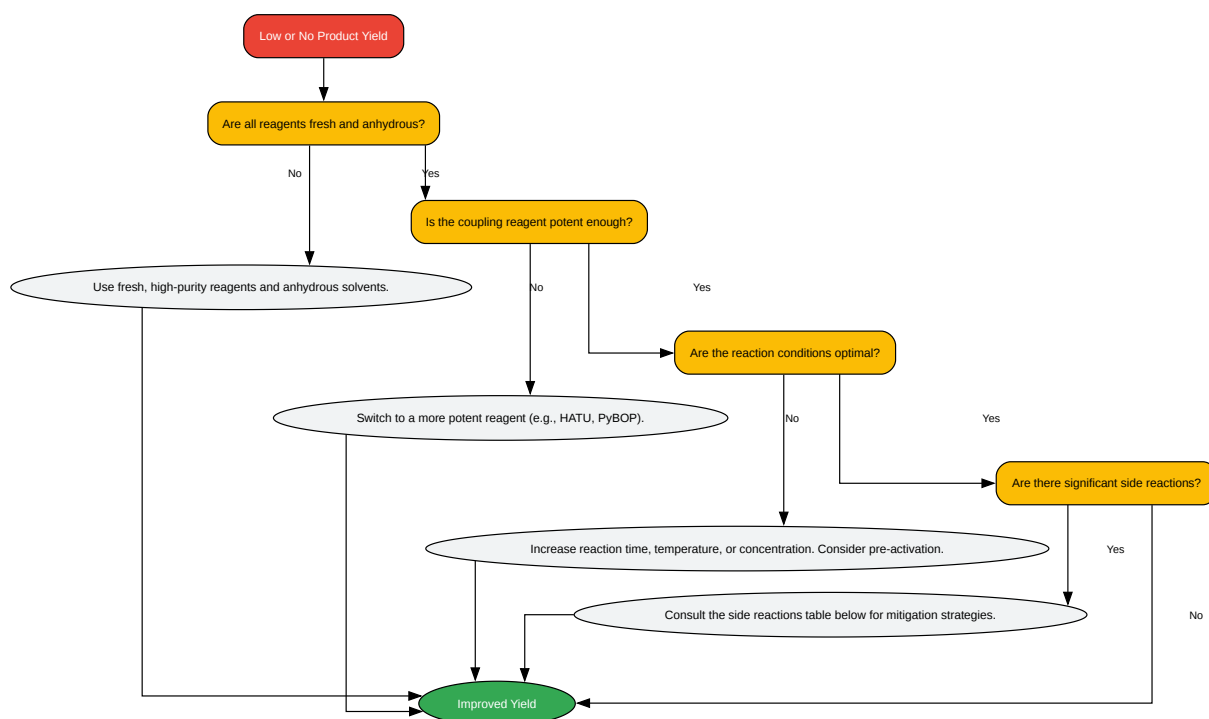 Low or No Product Yield
Are all reagents fresh and anhydrous?
No
Yes
Is the coupling reagent potent enough?
Use fresh, high-purity reagents and anhydrous solvents.
No
Yes
Are the reaction conditions optimal?
Switch to a more potent reagent (e.g., HATU, PyBOP).
No
Yes
Are there significant side reactions?
Increase reaction time, temperature, or concentration. Consider pre-activation.
Yes
Consult the side reactions table below for mitigation strategies.
No
Improved Yield